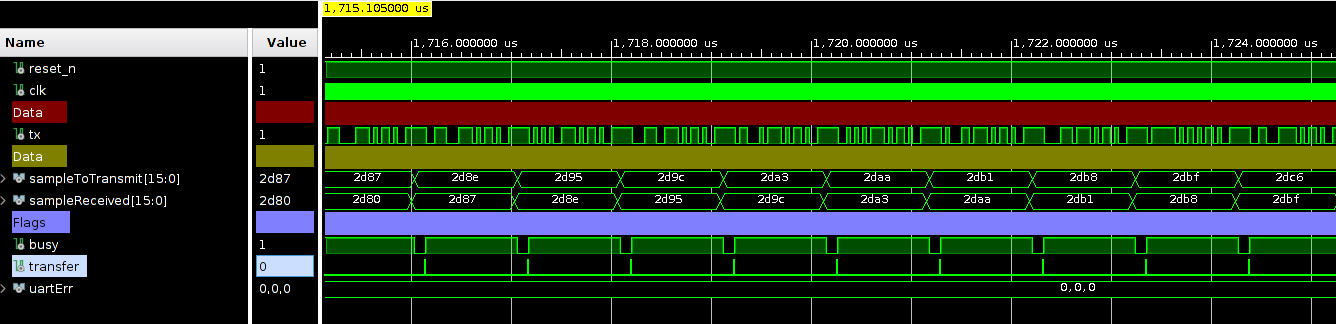 1,715.105000 us
Name Value 1,716.000000 us 1,718.000000 us 1,720.000000 us 1,722.000000 us 1,724.000000 us
reset_n 1
clk 1
Data
tx 1
Data
sampleToTransmit[15:0] 2d87 2d87 2d8e 2d95 2d9c 2da3 2daa 2db1 2db8 2dbf 2dc6
sampleReceived[15:0] 2d80 2d80 2d87 2d8e 2d95 2d9c 2da3 2daa 2db1 2db8 2dbf
Flags
busy 1
transfer 0
uartErr 0,0,0 0,0,0